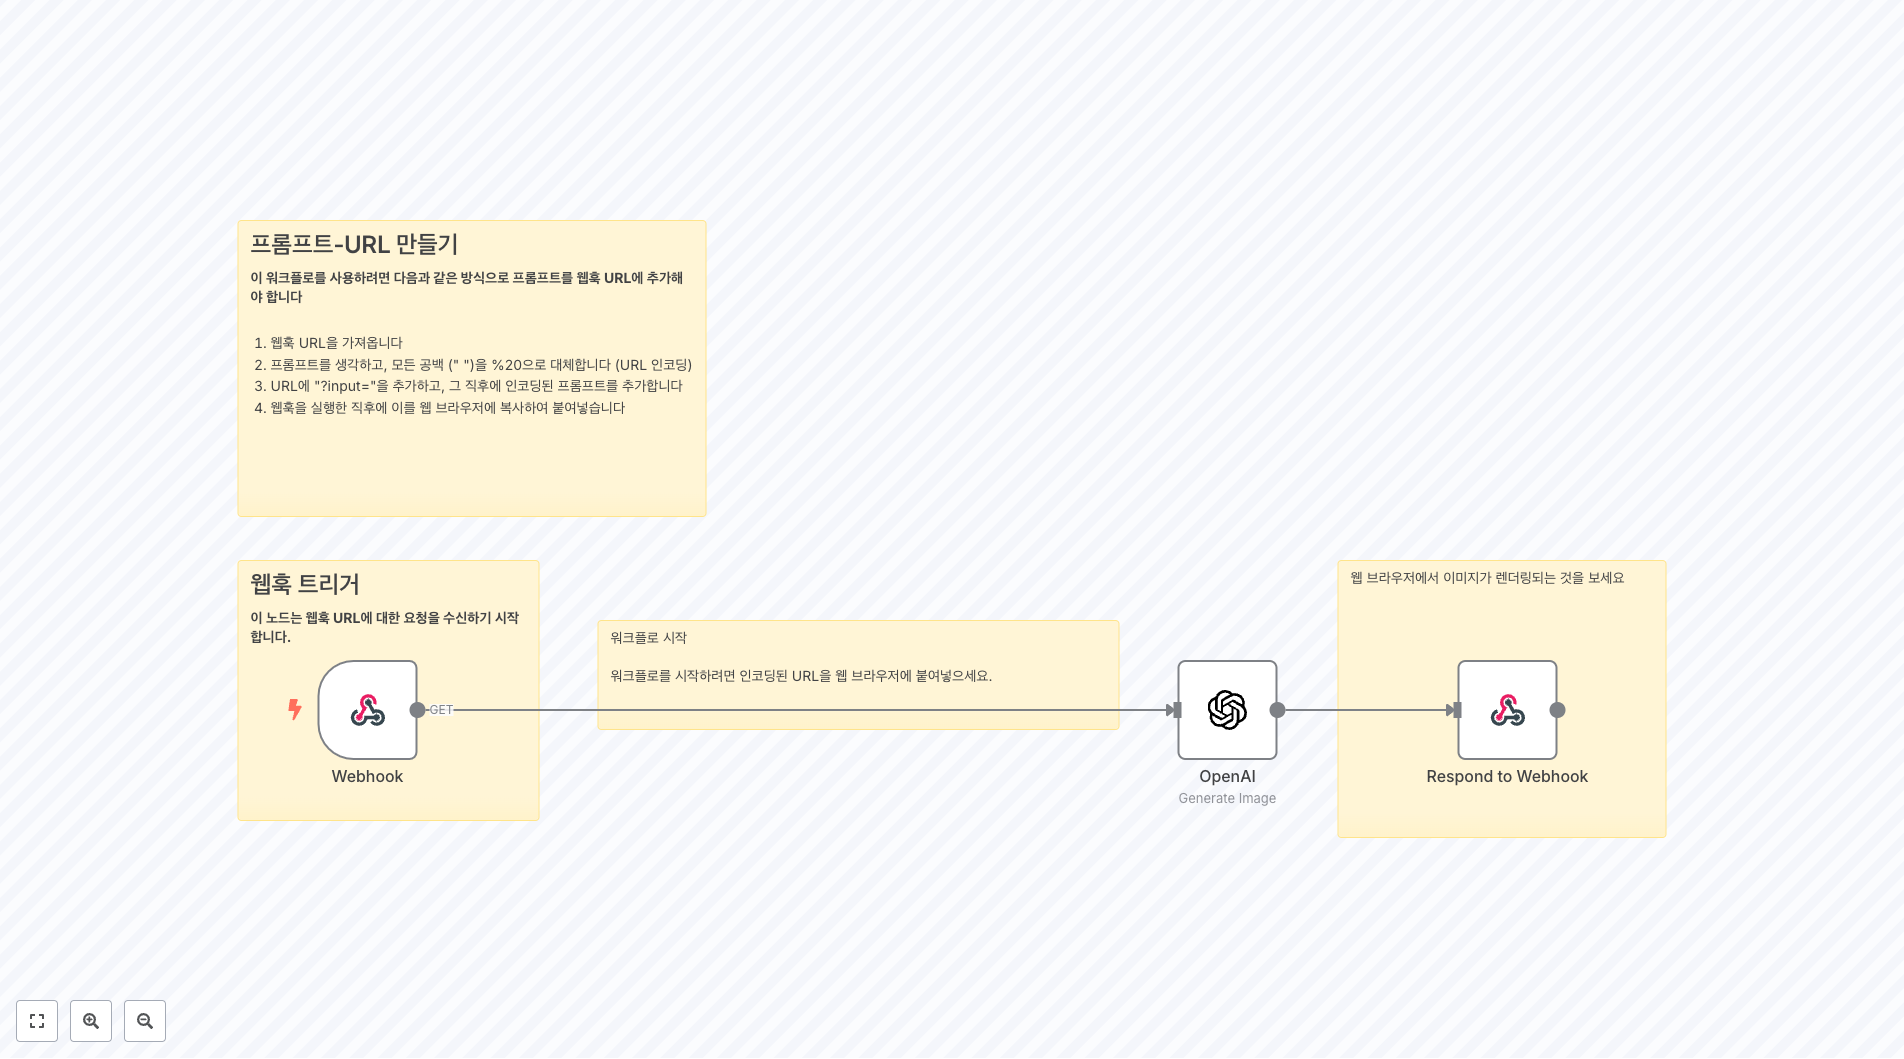 프롬프트-URL 만들기
이 워크플로를 사용하려면 다음과 같은 방식으로 프롬프트를 웹훅 URL에 추가해
야 합니다
1. 웹훅 URL을 가져옵니다
2. 프롬프트를 생각하고, 모든 공백 (" ")을 %20으로 대체합니다 (URL 인코딩)
3. URL에 "?input="을 추가하고, 그 직후에 인코딩된 프롬프트를 추가합니다
4. 웹훅을 실행한 직후에 이를 웹 브라우저에 복사하여 붙여넣습니다
웹훅 트리거
이 노드는 웹훅 URL에 대한 요청을 수신하기 시작
합니다.
GET
Webhook
워크플로 시작
워크플로를 시작하려면 인코딩된 URL을 웹 브라우저에 붙여넣으세요.
OpenAI
Generate Image
웹 브라우저에서 이미지가 렌더링되는 것을 보세요
Respond to Webhook